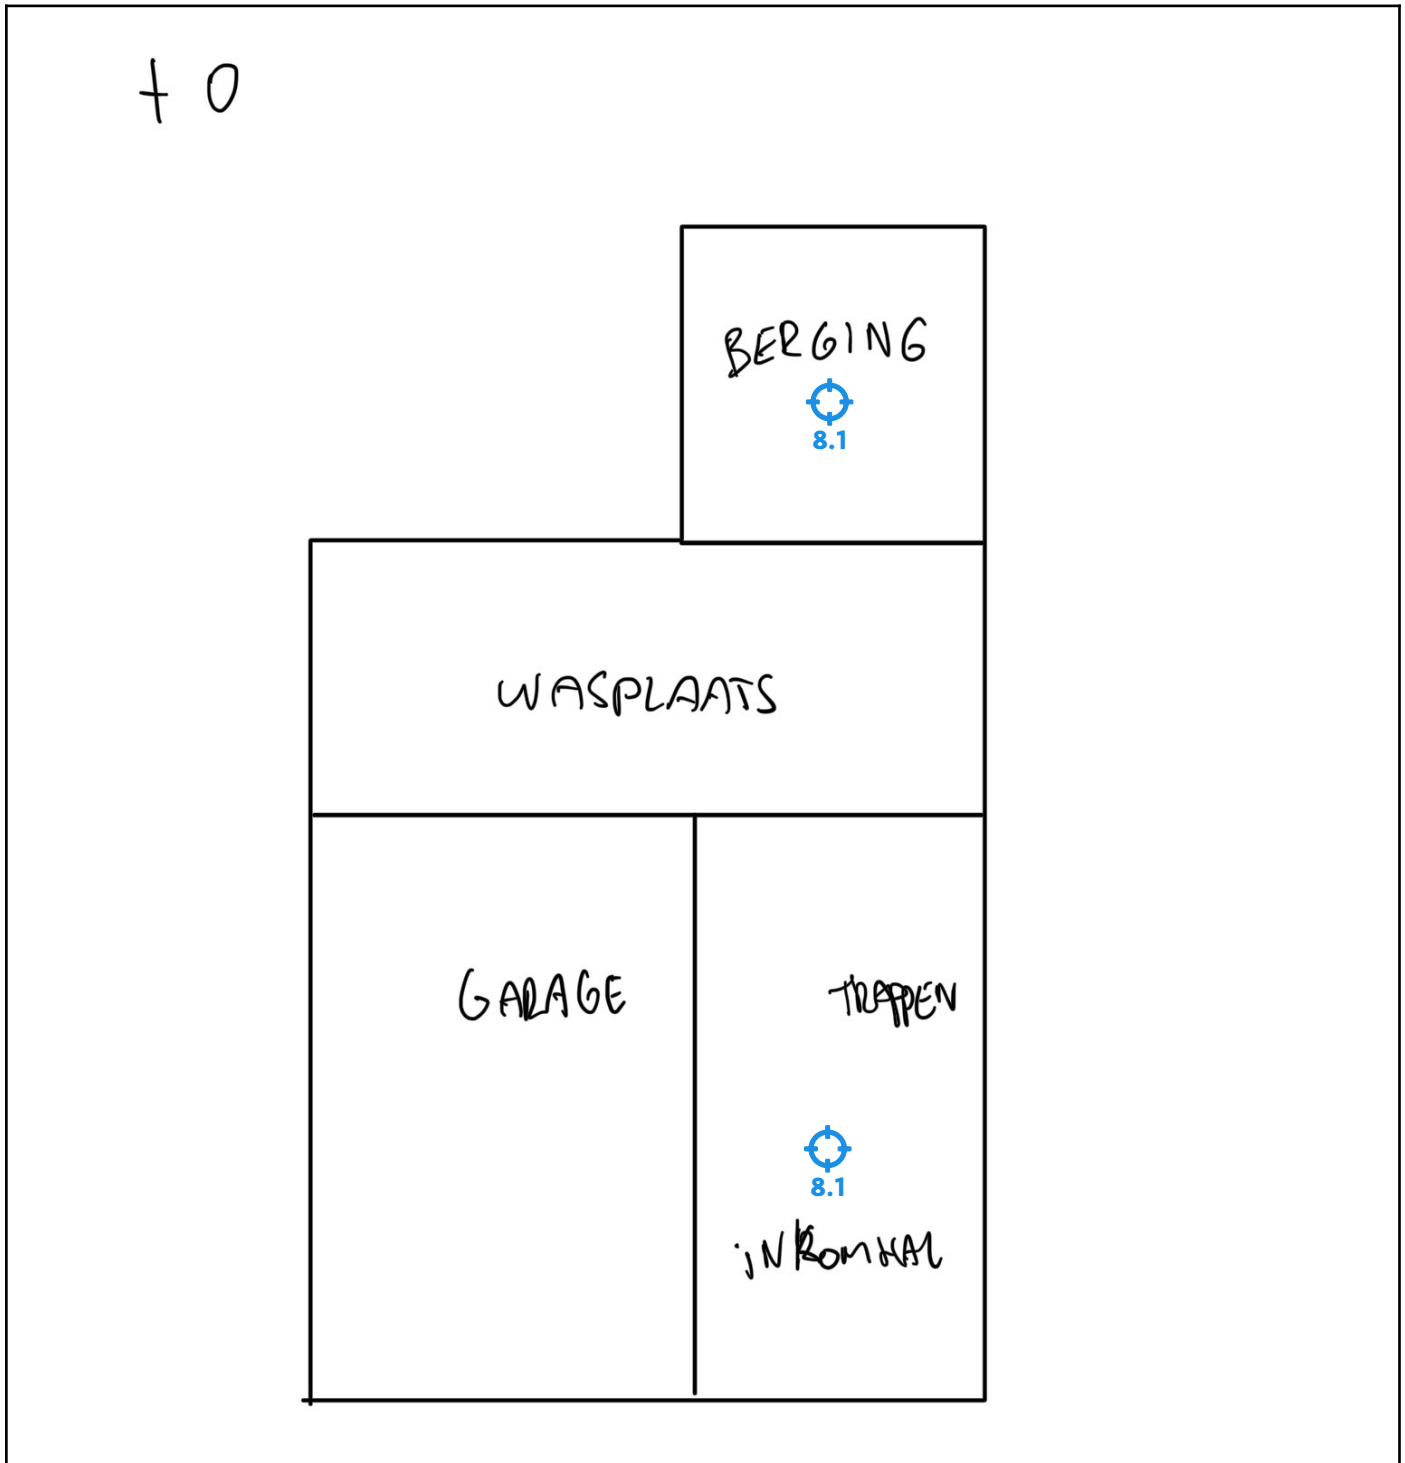 + 0
BERGING
8.1
WASPLAATS
GARAGE
TRAPPEN
8.1
iNKOMHAL